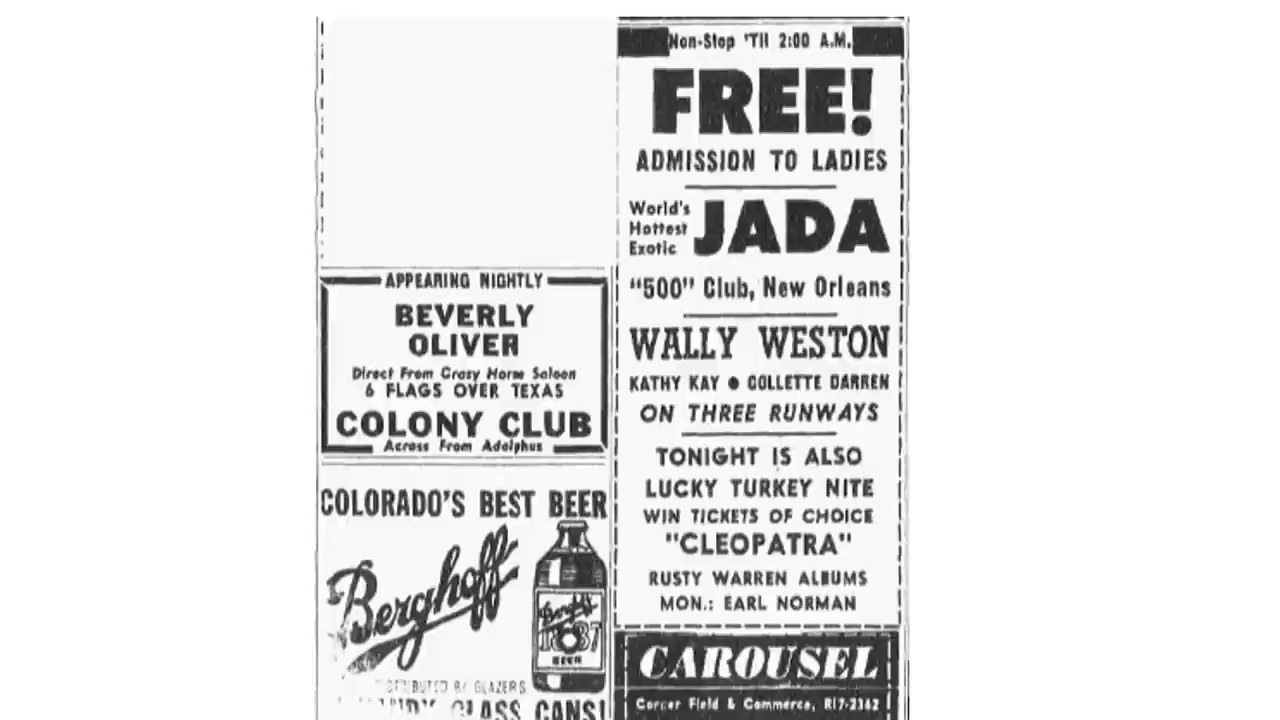 APPEARING NIGHTLY
BEVERLY
OLIVER
Direct From Crazy Horse Saloon
6 FLAGS OVER TEXAS
COLONY CLUB
Across From Adolphus
COLORADO'S BEST BEER
Berghoff
Berghoff
1887
BEER
DISTRIBUTED BY GLAZERS
GLASS CANS!
Non-Stop 'Til 2:00 A.M.
FREE!
ADMISSION TO LADIES
World's
Hottest
Exotic
JADA
"500" Club, New Orleans
WALLY WESTON
KATHY KAY • COLLETTE DARREN
ON THREE RUNWAYS
TONIGHT IS ALSO
LUCKY TURKEY NITE
WIN TICKETS OF CHOICE
"CLEOPATRA"
RUSTY WARREN ALBUMS
MON.: EARL NORMAN
CAROUSEL
Corner Field & Commerce, RI7-2362